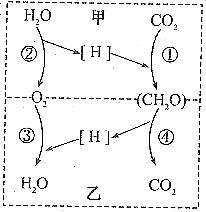 H₂O 甲 CO₂
② [H] ①
O₂ (CH₂O)
③ [H] ④
H₂O 乙 CO₂